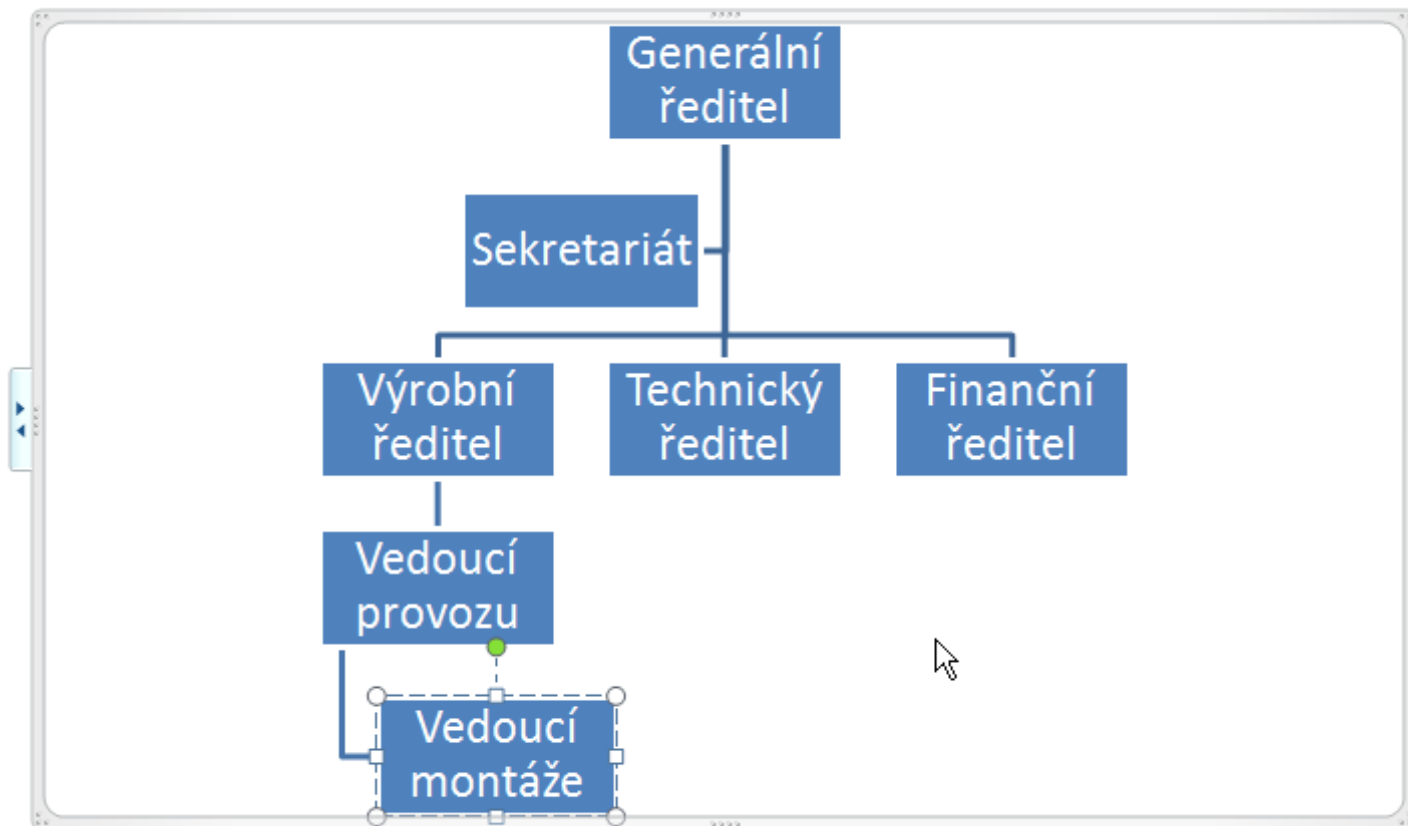 Generální
ředitel
Sekretariát
Výrobní
ředitel
Technický
ředitel
Finanční
ředitel
Vedoucí
provozu
Vedoucí
montáže